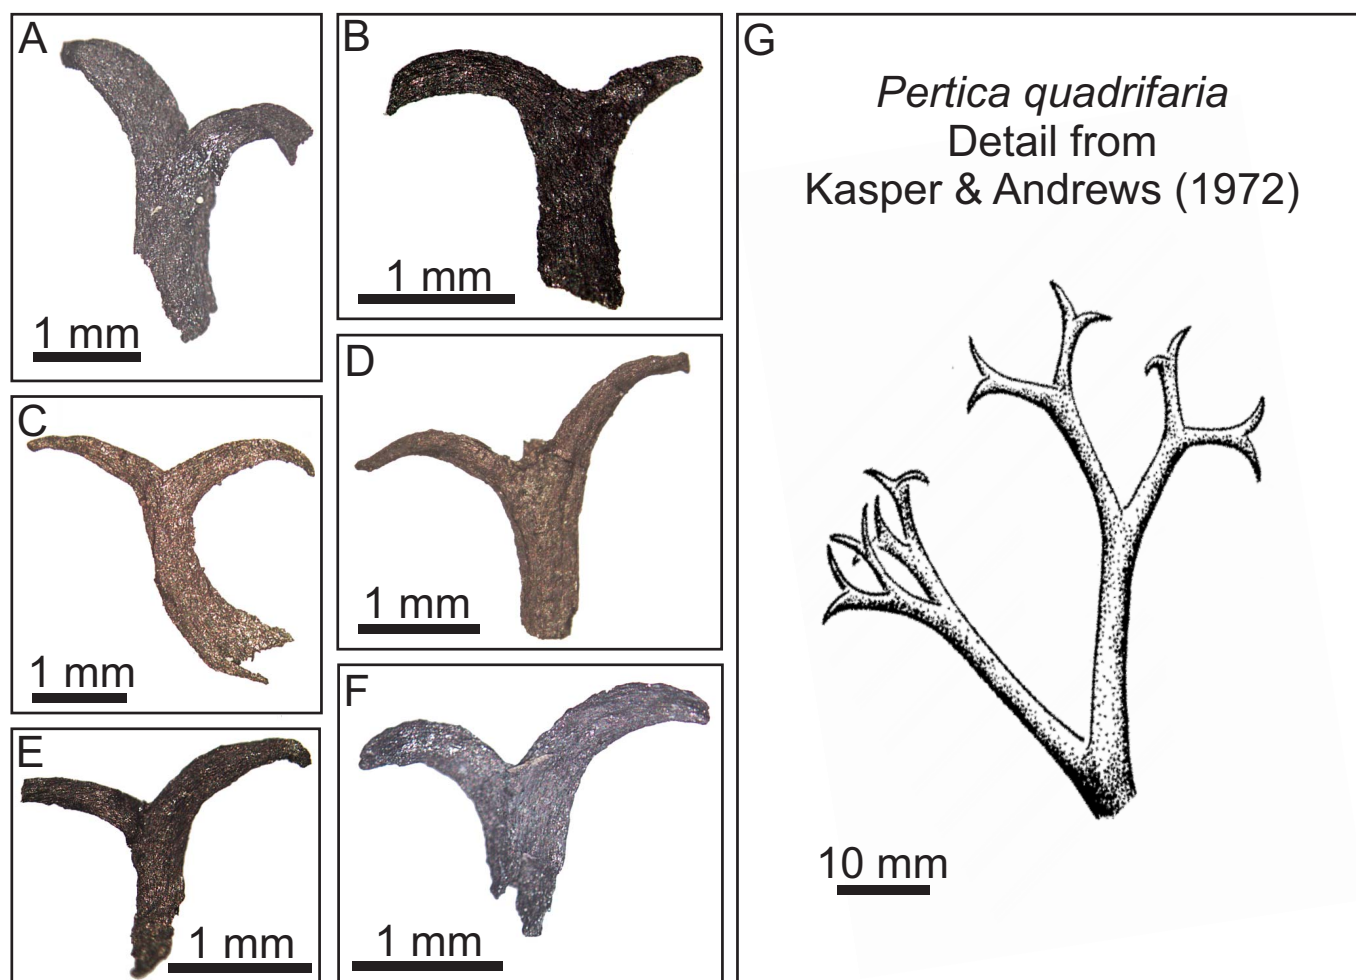 A
1 mm
B
1 mm
C
1 mm
D
1 mm
E
1 mm
F
1 mm
G
Pertica quadrifaria
Detail from
Kasper & Andrews (1972)
10 mm